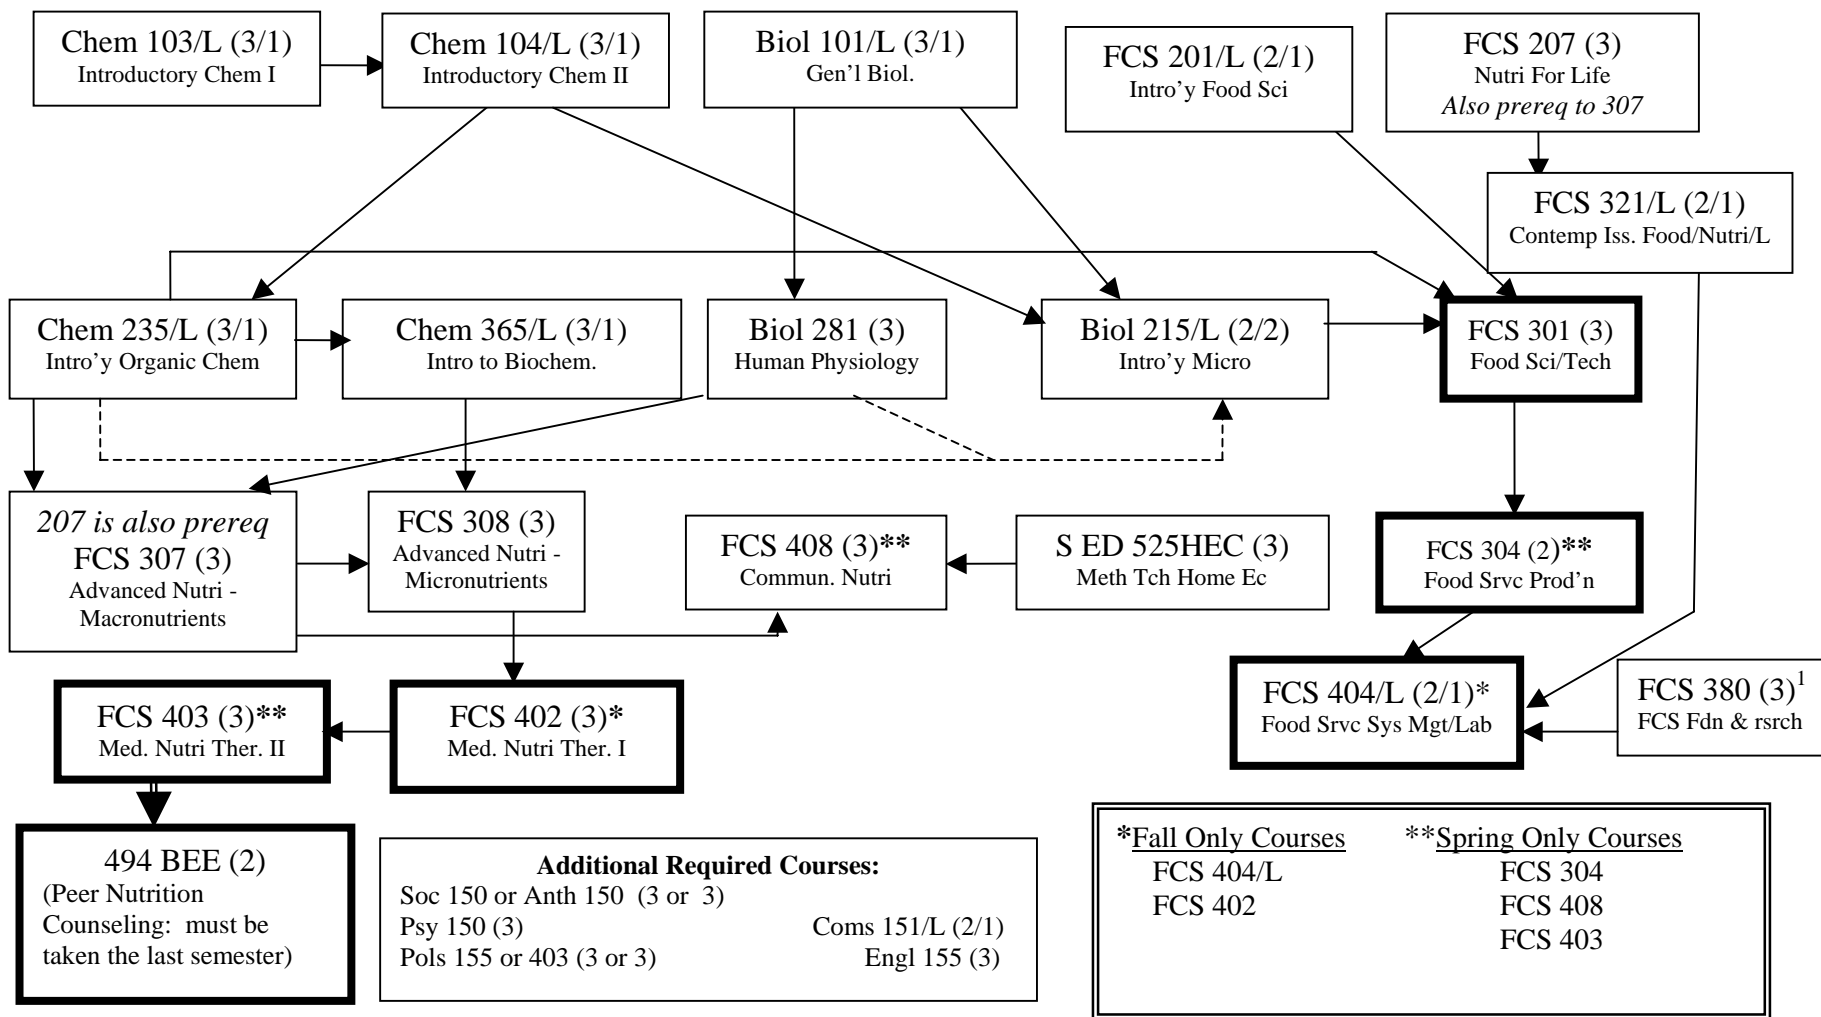 Chem 103/L (3/1)
Introductory Chem I
Chem 104/L (3/1)
Introductory Chem II
Biol 101/L (3/1)
Gen'l Biol.
FCS 201/L (2/1)
Intro'y Food Sci
FCS 207 (3)
Nutri For Life
Also prereq to 307
FCS 321/L (2/1)
Contemp Iss. Food/Nutri/L
Chem 235/L (3/1)
Intro'y Organic Chem
Chem 365/L (3/1)
Intro to Biochem.
Biol 281 (3)
Human Physiology
Biol 215/L (2/2)
Intro'y Micro
FCS 301 (3)
Food Sci/Tech
207 is also prereq
FCS 307 (3)
Advanced Nutri -
Macronutrients
FCS 308 (3)
Advanced Nutri -
Micronutrients
FCS 408 (3)**
Commun. Nutri
S ED 525HEC (3)
Meth Tch Home Ec
FCS 304 (2)**
Food Srvc Prod'n
FCS 403 (3)**
Med. Nutri Ther. II
FCS 402 (3)*
Med. Nutri Ther. I
FCS 404/L (2/1)*
Food Srvc Sys Mgt/Lab
FCS 380 (3)1
FCS Fdn & rsrch
494 BEE (2)
(Peer Nutrition
Counseling: must be
taken the last semester)
Additional Required Courses:
Soc 150 or Anth 150 (3 or 3)
Psy 150 (3) Coms 151/L (2/1)
Pols 155 or 403 (3 or 3) Engl 155 (3)
*Fall Only Courses **Spring Only Courses
FCS 404/L FCS 304
FCS 402 FCS 408
FCS 403